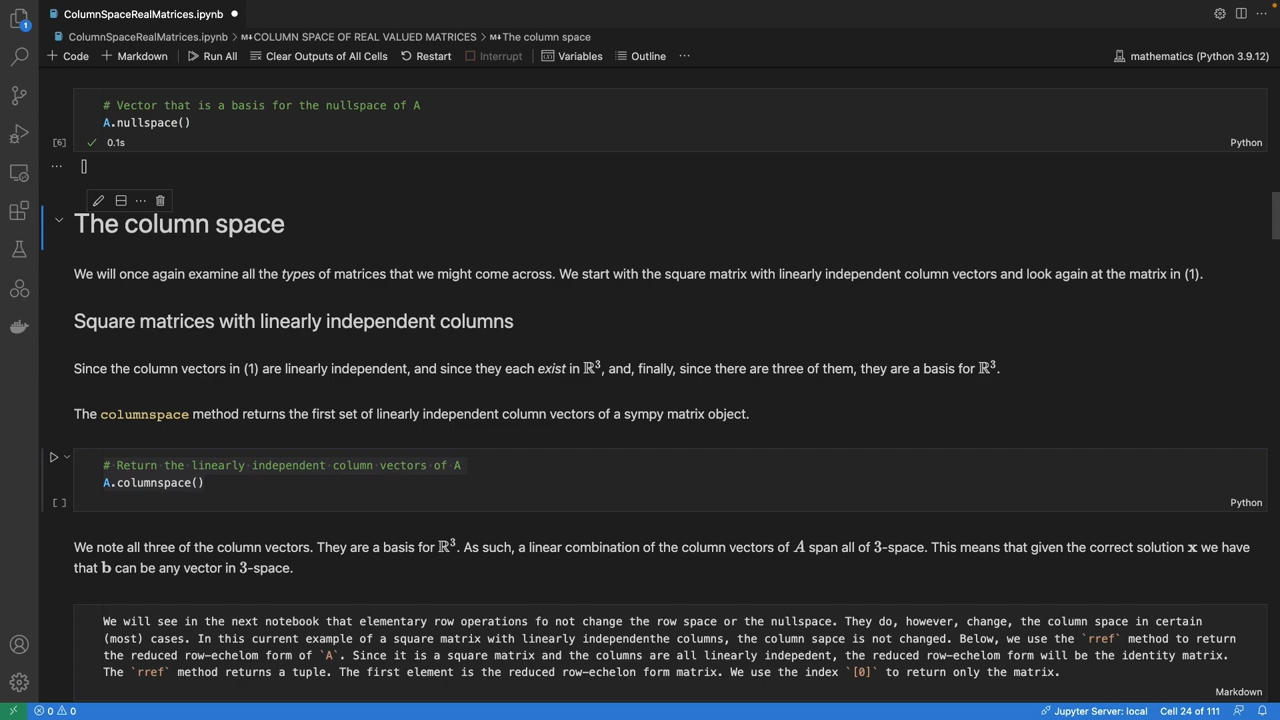 ColumnSpaceRealMatrices.ipynb
ColumnSpaceRealMatrices.ipynb > M↓COLUMN SPACE OF REAL VALUED MATRICES > M↓The column space
+ Code + Markdown Run All Clear Outputs of All Cells Restart Interrupt Variables Outline ... mathematics (Python 3.9.12)
1
# Vector that is a basis for the nullspace of A
A.nullspace()
[6] ✓ 0.1s Python
... []
The column space
We will once again examine all the types of matrices that we might come across. We start with the square matrix with linearly independent column vectors and look again at the matrix in (1).
Square matrices with linearly independent columns
Since the column vectors in (1) are linearly independent, and since they each exist in ℝ³, and, finally, since there are three of them, they are a basis for ℝ³.
The columnspace method returns the first set of linearly independent column vectors of a sympy matrix object.
# Return the linearly independent column vectors of A
A.columnspace()
[ ] Python
We note all three of the column vectors. They are a basis for ℝ³. As such, a linear combination of the column vectors of A span all of 3-space. This means that given the correct solution x we have
that b can be any vector in 3-space.
We will see in the next notebook that elementary row operations fo not change the row space or the nullspace. They do, however, change, the column space in certain
(most) cases. In this current example of a square matrix with linearly independenthe columns, the column sapce is not changed. Below, we use the `rref` method to return
the reduced row-echelom form of `A`. Since it is a square matrix and the columns are all linearly indepedent, the reduced row-echelom form will be the identity matrix.
The `rref` method returns a tuple. The first element is the reduced row-echelon form matrix. We use the index `[0]` to return only the matrix.
Markdown
0 0 Jupyter Server: local Cell 24 of 111